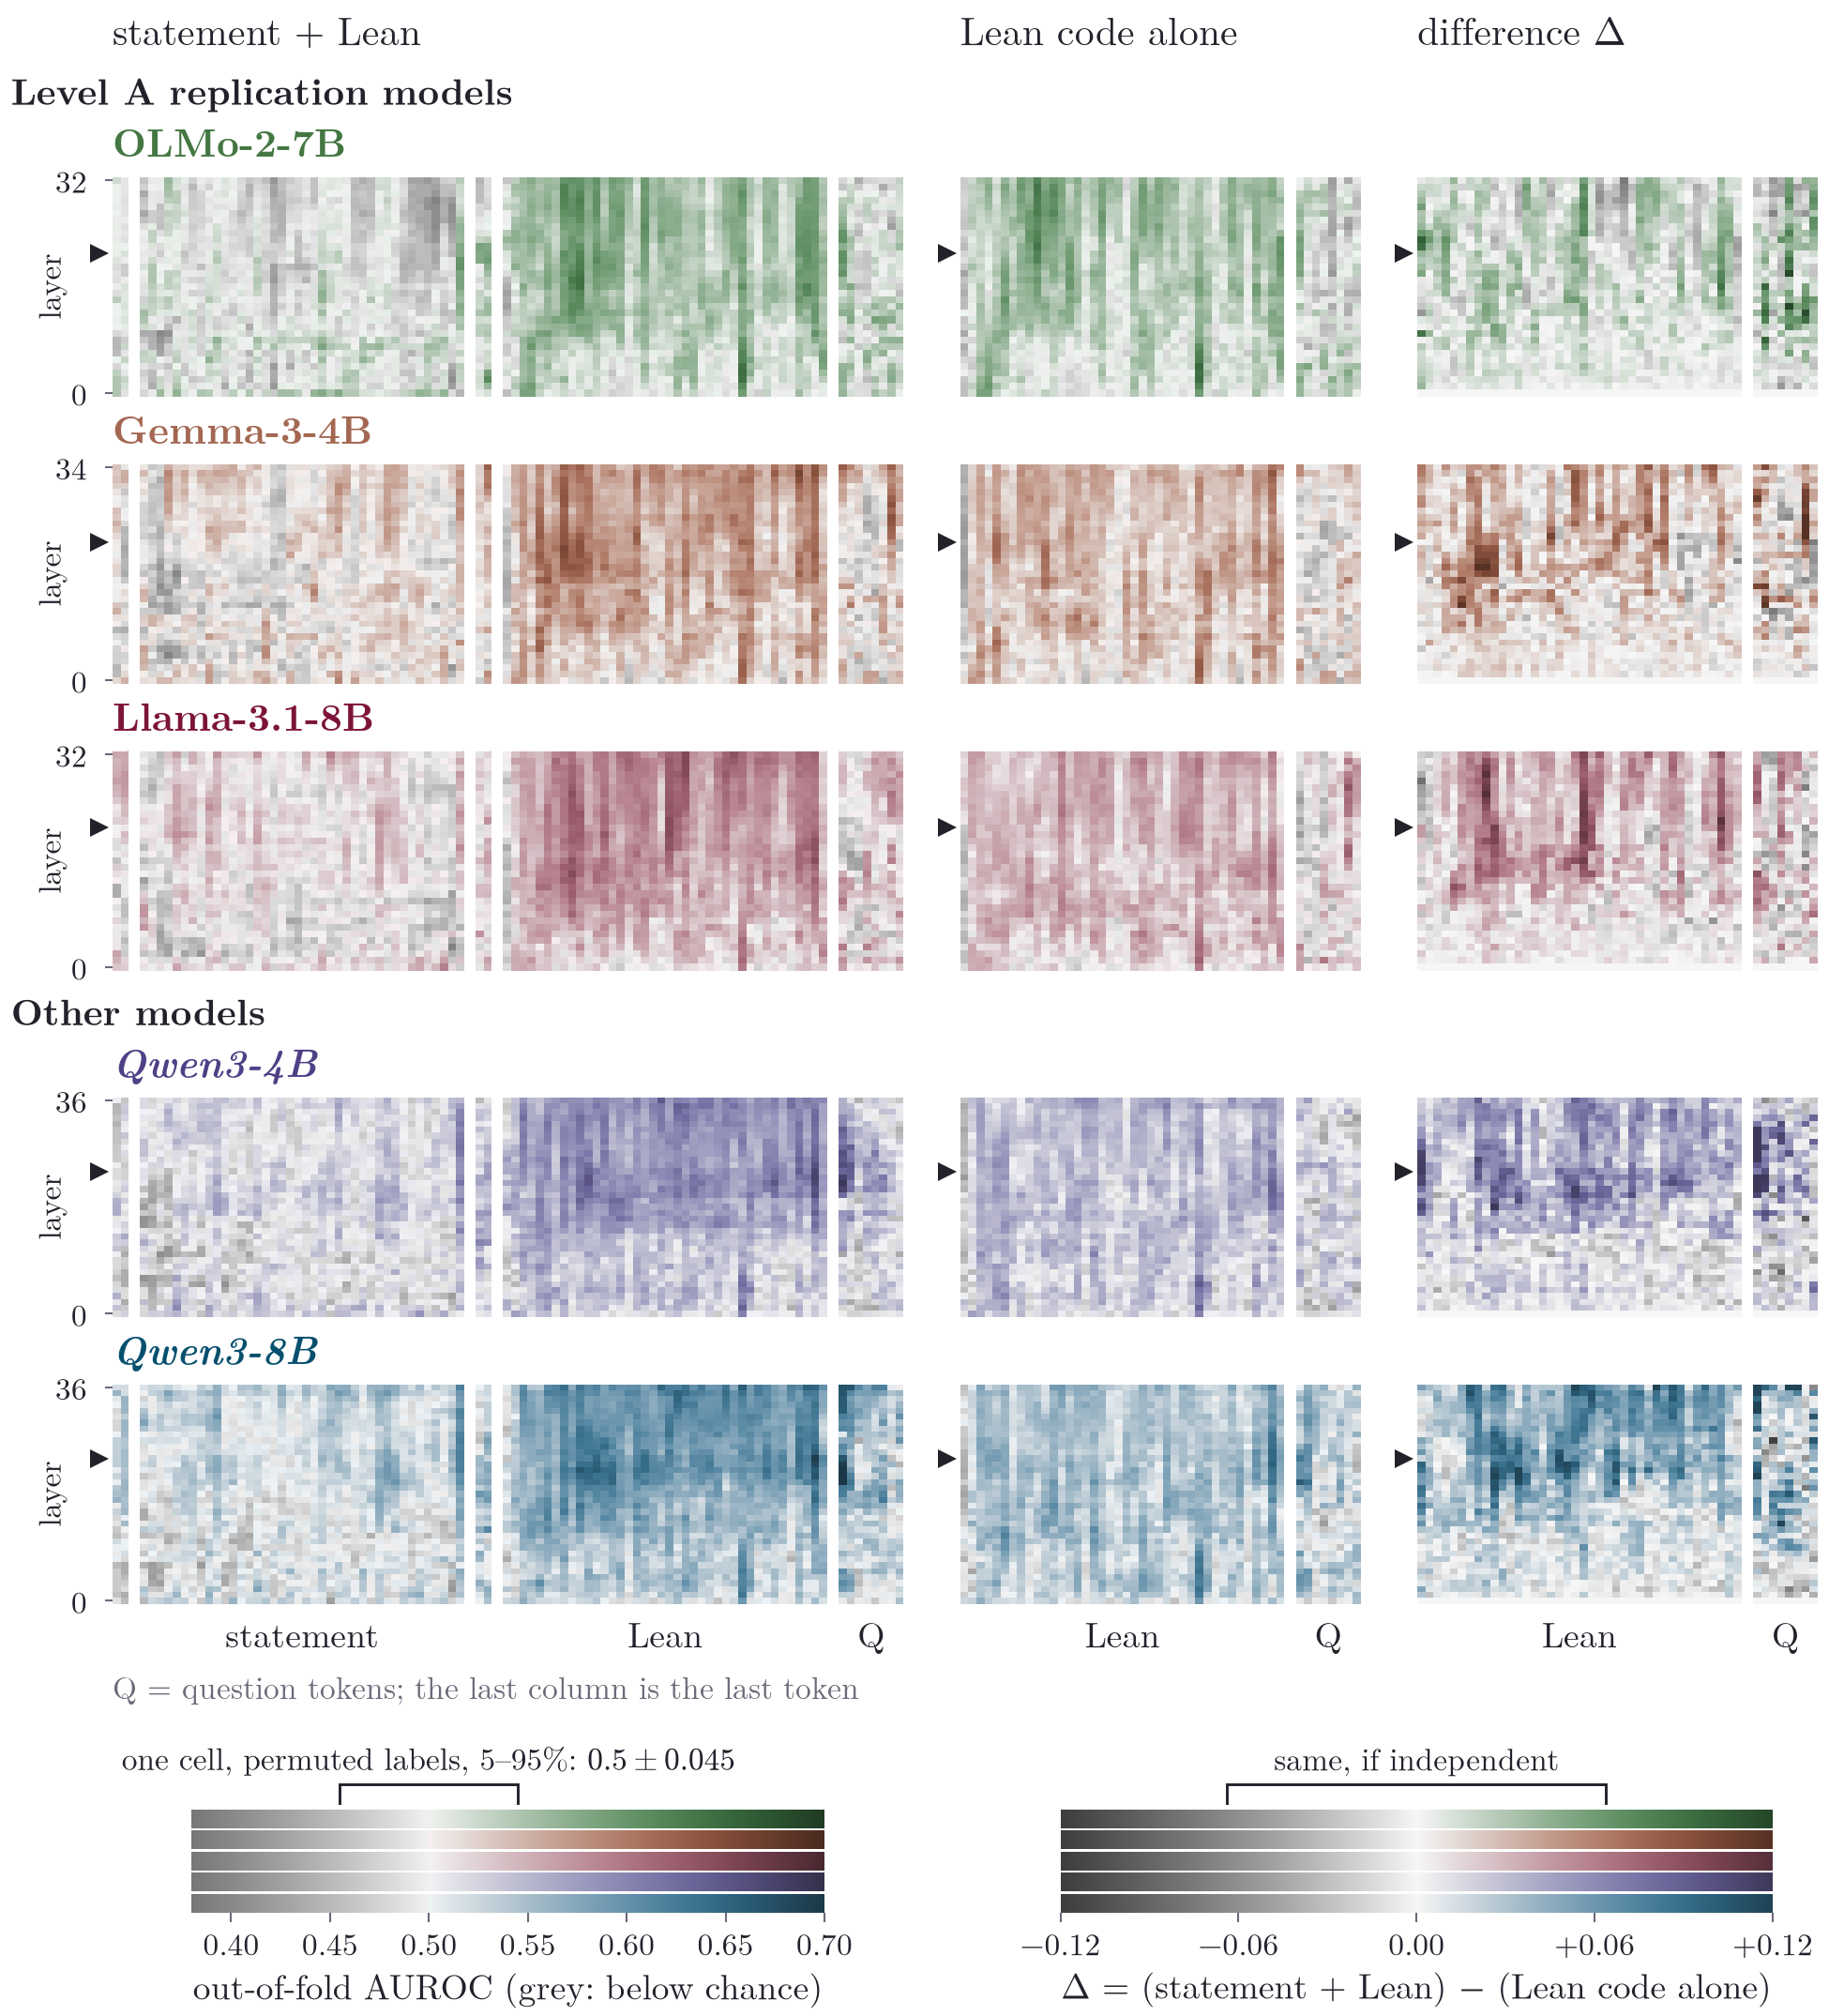 statement + Lean
Lean code alone
difference Δ
Level A replication models
OLMo-2-7B
32
layer
0
Gemma-3-4B
34
layer
0
Llama-3.1-8B
32
layer
0
Other models
Qwen3-4B
36
layer
0
Qwen3-8B
36
layer
0
statement
Lean
Q
Lean
Q
Lean
Q
Q = question tokens; the last column is the last token
one cell, permuted labels, 5–95%: 0.5 ± 0.045
0.40 0.45 0.50 0.55 0.60 0.65 0.70
out-of-fold AUROC (grey: below chance)
same, if independent
−0.12 −0.06 0.00 +0.06 +0.12
Δ = (statement + Lean) − (Lean code alone)